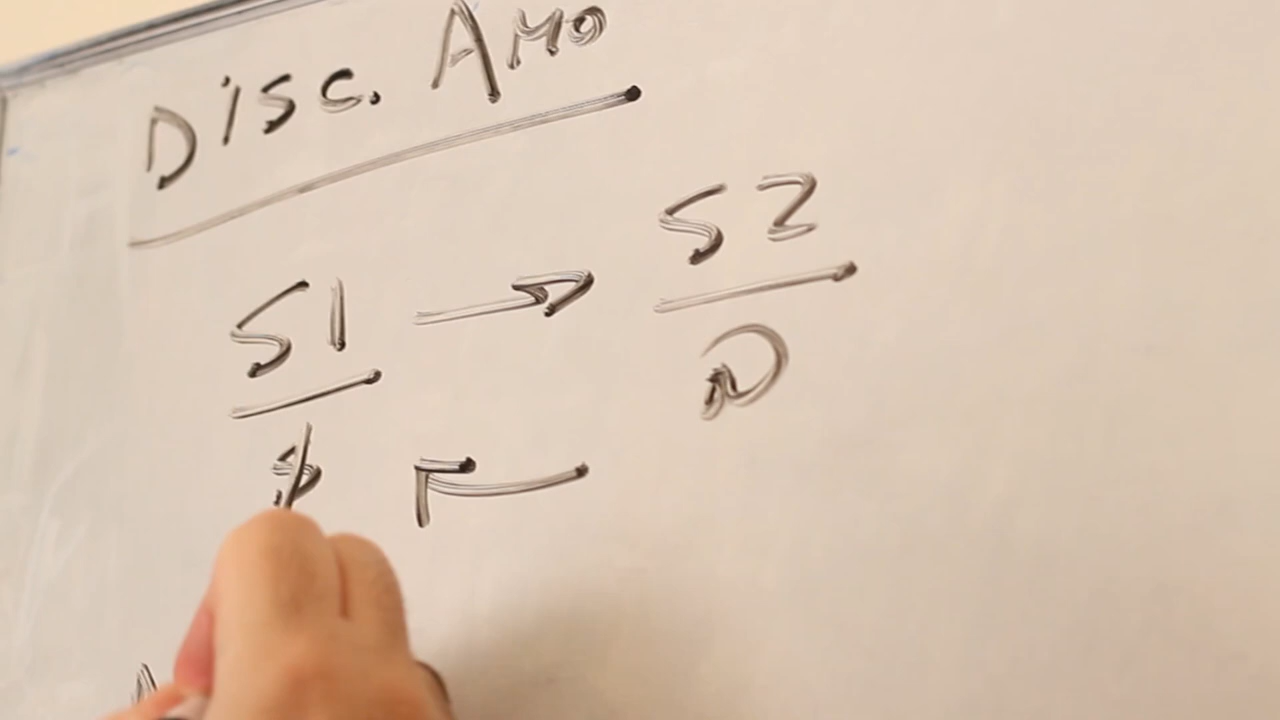 Disc. Amo
S1 → S2
$ ←